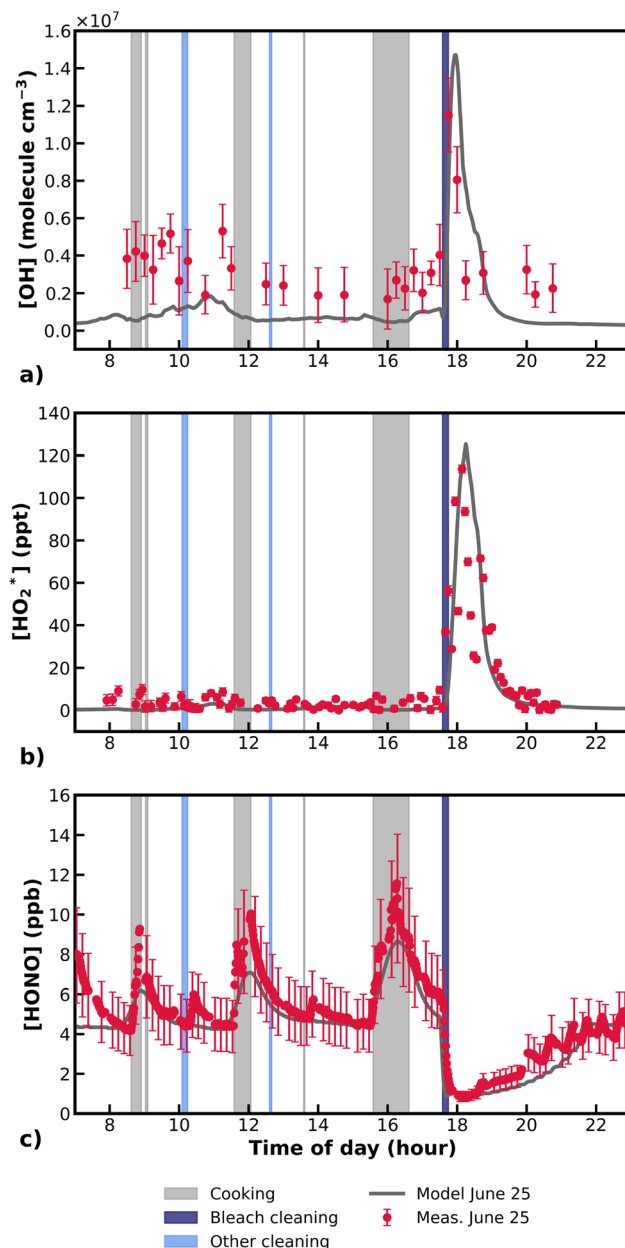 ×10⁷
1.6
1.4
1.2
1.0
0.8
0.6
0.4
0.2
0.0
[OH] (molecule cm⁻³)
8 10 12 14 16 18 20 22
a)
140
120
100
80
60
40
20
0
[HO₂*] (ppt)
8 10 12 14 16 18 20 22
b)
16
14
12
10
8
6
4
2
0
[HONO] (ppb)
8 10 12 14 16 18 20 22
c)
Time of day (hour)
Cooking
Bleach cleaning
Other cleaning
Model June 25
Meas. June 25